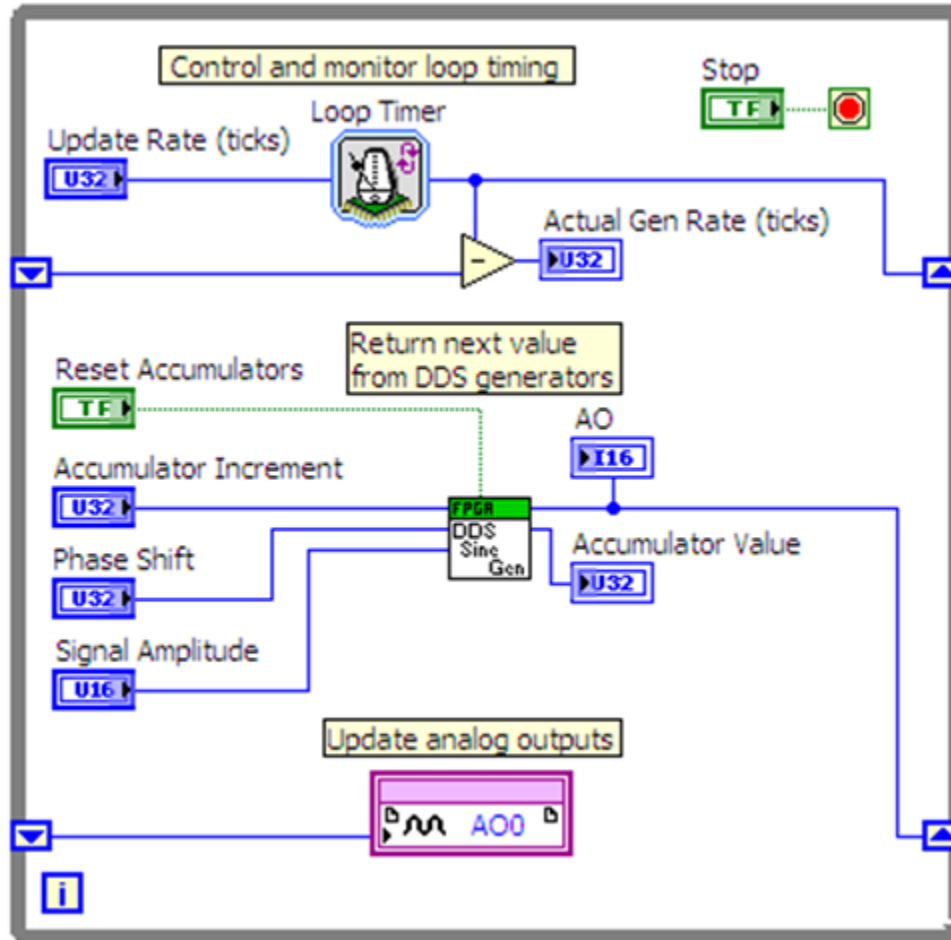 Control and monitor loop timing
Stop
TF
Loop Timer
Update Rate (ticks)
U32
Actual Gen Rate (ticks)
-
U32
Return next value
from DDS generators
Reset Accumulators
TF
AO
I16
Accumulator Increment
U32
FPGA
DDS
Sine
Gen
Phase Shift
U32
Accumulator Value
U32
Signal Amplitude
U16
Update analog outputs
AO0
i